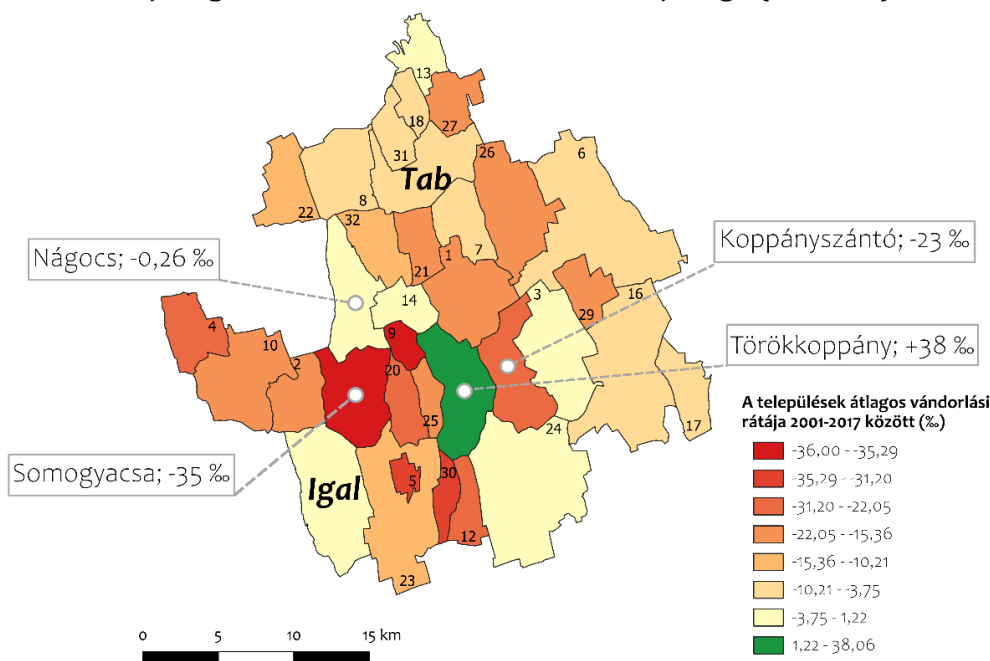 13
18
27
31
26
6
Tab
8
22
32
7
1
21
Nágocs; -0,26 ‰
Koppányszántó; -23 ‰
14
3
16
29
4
10
9
2
20
Törökkoppány; +38 ‰
25
24
17
Somogyacsa; -35 ‰
Igal
5
30
12
23
A települések átlagos vándorlási
rátája 2001-2017 között (‰)
-36,00 - -35,29
-35,29 - -31,20
-31,20 - -22,05
-22,05 - -15,36
-15,36 - -10,21
-10,21 - -3,75
-3,75 - 1,22
1,22 - 38,06
0 5 10 15 km